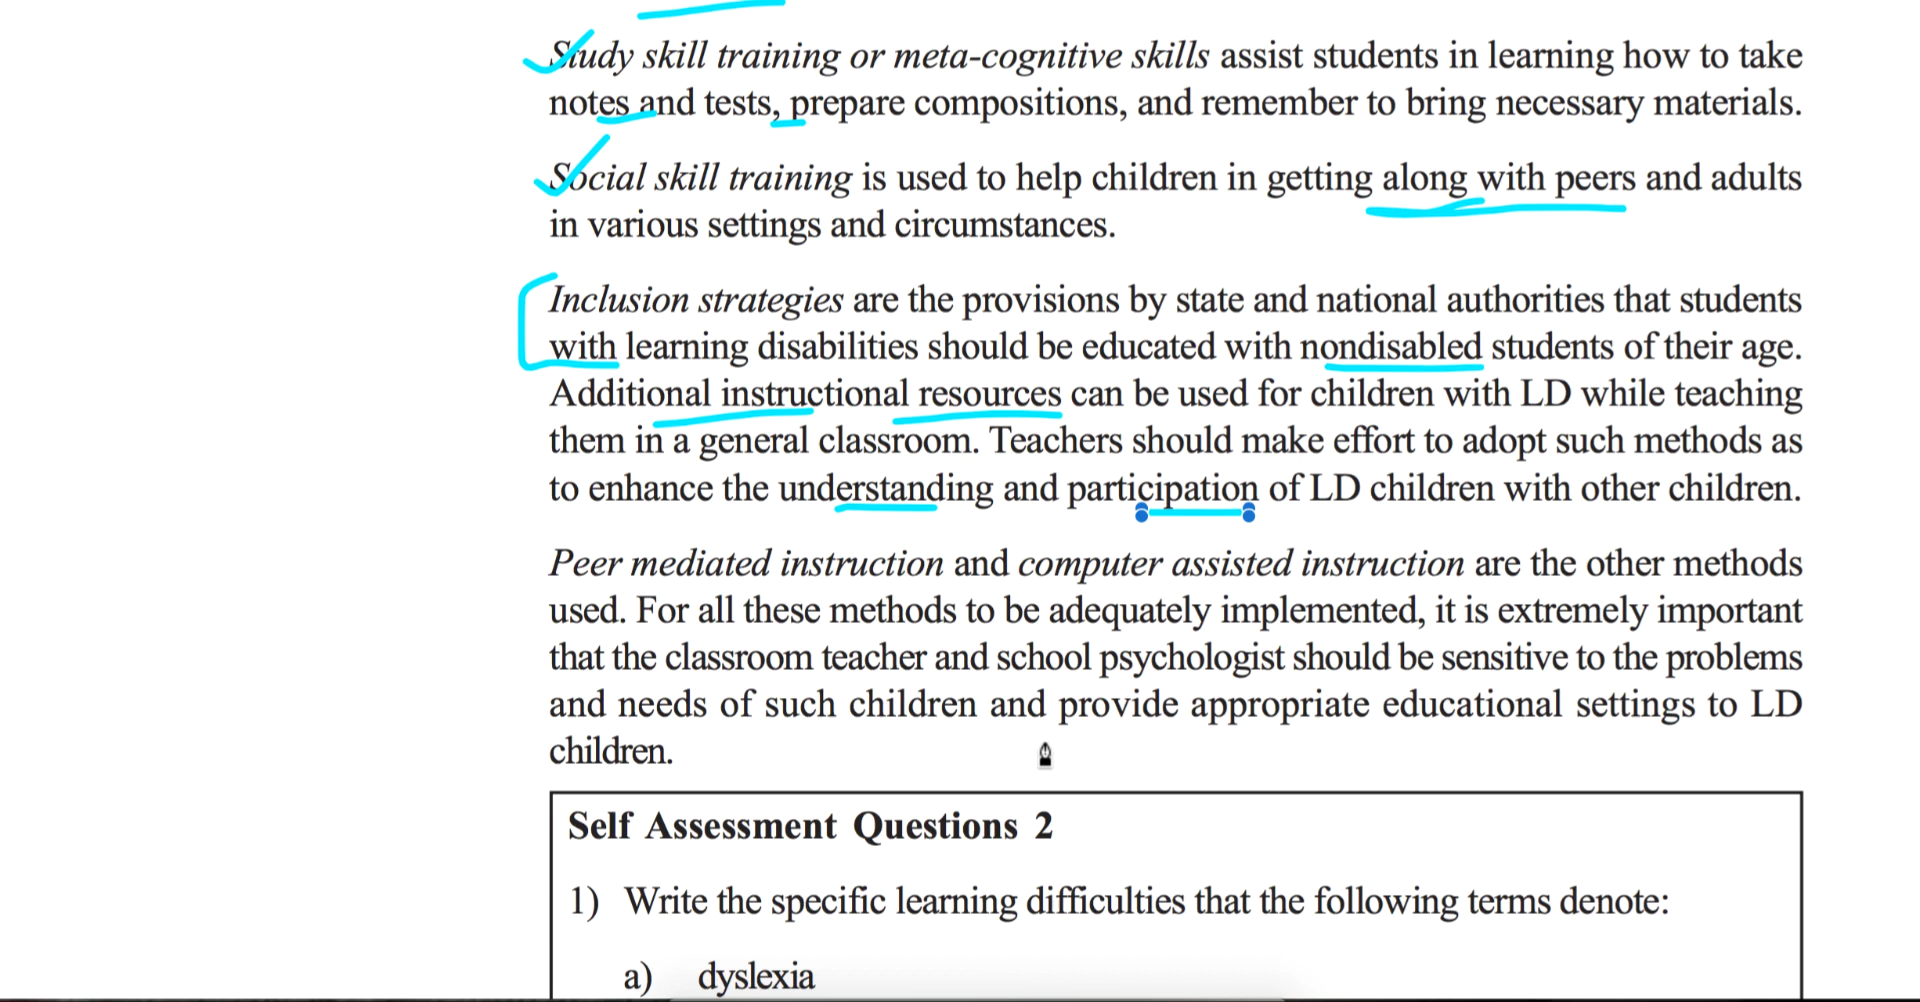 Study skill training or meta-cognitive skills assist students in learning how to take
notes and tests, prepare compositions, and remember to bring necessary materials.
Social skill training is used to help children in getting along with peers and adults
in various settings and circumstances.
Inclusion strategies are the provisions by state and national authorities that students
with learning disabilities should be educated with nondisabled students of their age.
Additional instructional resources can be used for children with LD while teaching
them in a general classroom. Teachers should make effort to adopt such methods as
to enhance the understanding and participation of LD children with other children.
Peer mediated instruction and computer assisted instruction are the other methods
used. For all these methods to be adequately implemented, it is extremely important
that the classroom teacher and school psychologist should be sensitive to the problems
and needs of such children and provide appropriate educational settings to LD
children.
Self Assessment Questions 2
1) Write the specific learning difficulties that the following terms denote:
a) dyslexia